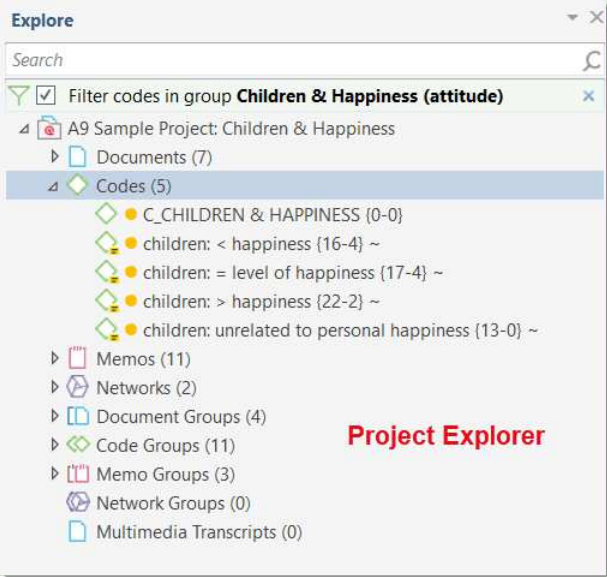 Explore
Search
Filter codes in group Children & Happiness (attitude)
A9 Sample Project: Children & Happiness
Documents (7)
Codes (5)
C_CHILDREN & HAPPINESS {0-0}
children: < happiness {16-4} ~
children: = level of happiness {17-4} ~
children: > happiness {22-2} ~
children: unrelated to personal happiness {13-0} ~
Memos (11)
Networks (2)
Document Groups (4)
Code Groups (11)
Project Explorer
Memo Groups (3)
Network Groups (0)
Multimedia Transcripts (0)